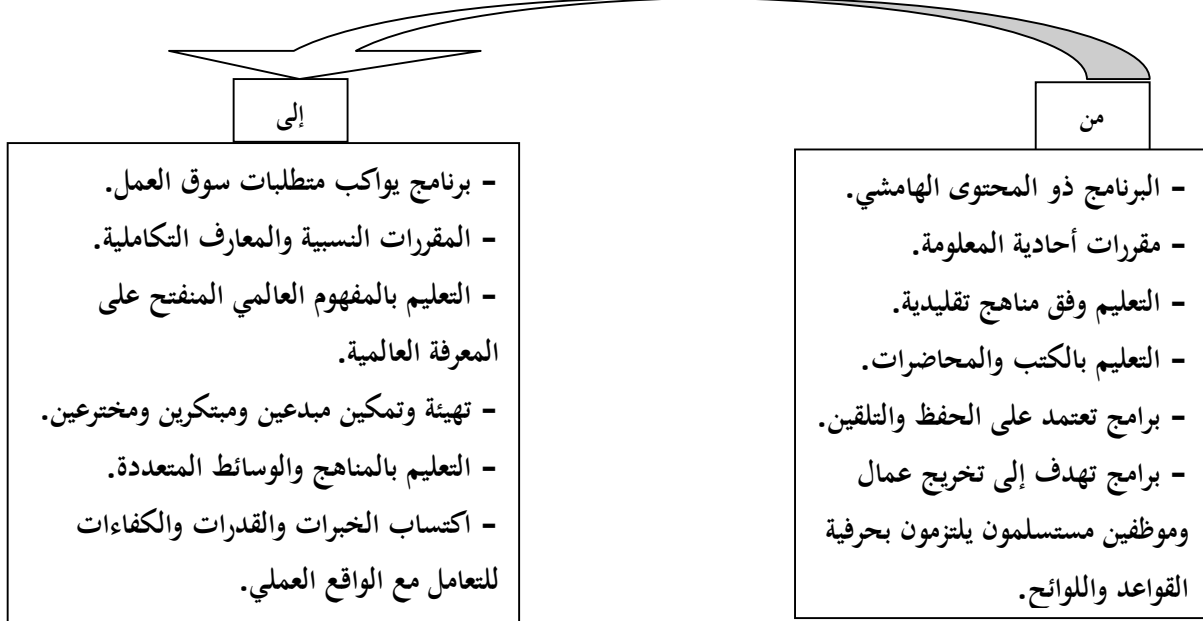 من
- البرنامج ذو المحتوى الهامشي.
- مقررات أحادية المعلومة.
- التعليم وفق مناهج تقليدية.
- التعليم بالكتب والمحاضرات.
- برامج تعتمد على الحفظ والتلقين.
- برامج تهدف إلى تخريج عمال
وموظفين مستسلمون يلتزمون بحرفية
القواعد واللوائح.
إلى
- برنامج يواكب متطلبات سوق العمل.
- المقررات النسبية والمعارف التكاملية.
- التعليم بالمفهوم العالمي المنفتح على
المعرفة العالمية.
- تهيئة وتمكين مبدعين ومبتكرين ومخترعين.
- التعليم بالمناهج والوسائط المتعددة.
- اكتساب الخبرات والقدرات والكفاءات
للتعامل مع الواقع العملي.